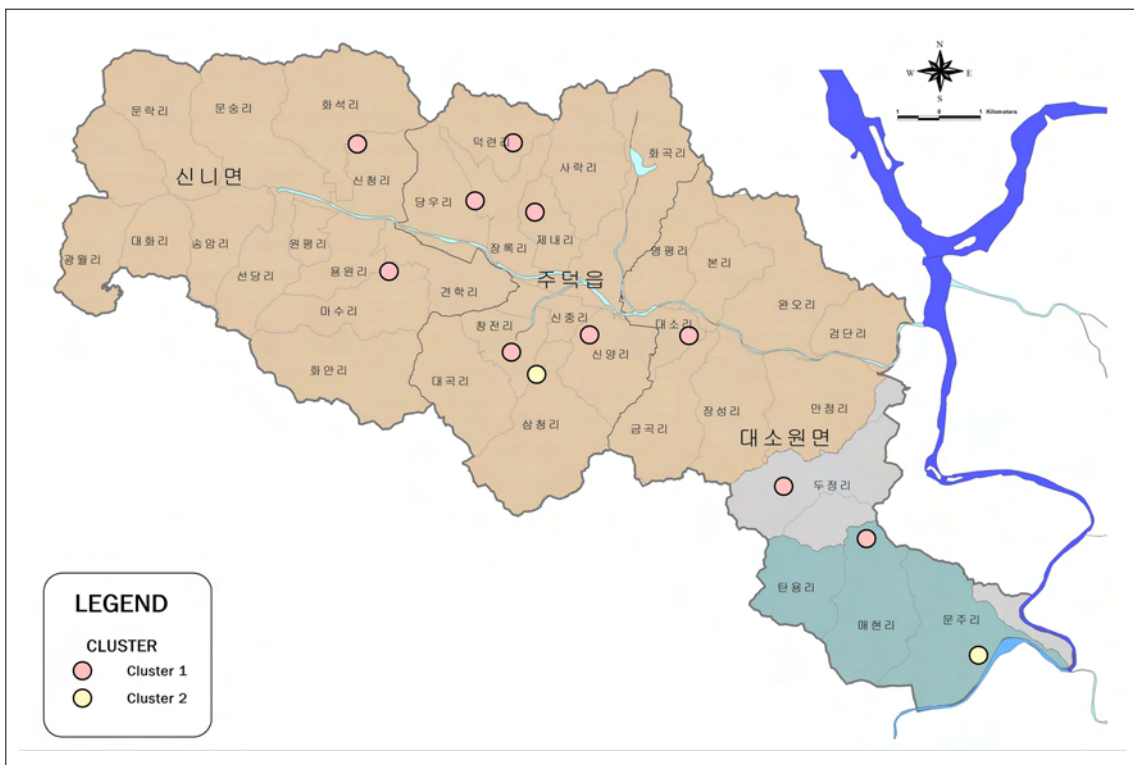 N
W E
S
1 0 1 Kilometers
문락리
문숭리
화석리
덕련리
사락리
화곡리
신니면
신청리
당우리
제내리
장록리
영평리
본리
광월리
대화리
송암리
원평리
선당리
용원리
견학리
주덕읍
마수리
완오리
검단리
창전리
신중리
신양리
대소리
화안리
대곡리
삼청리
금곡리
장성리
만정리
대소원면
두정리
탄용리
매현리
문주리
LEGEND
CLUSTER
Cluster 1
Cluster 2